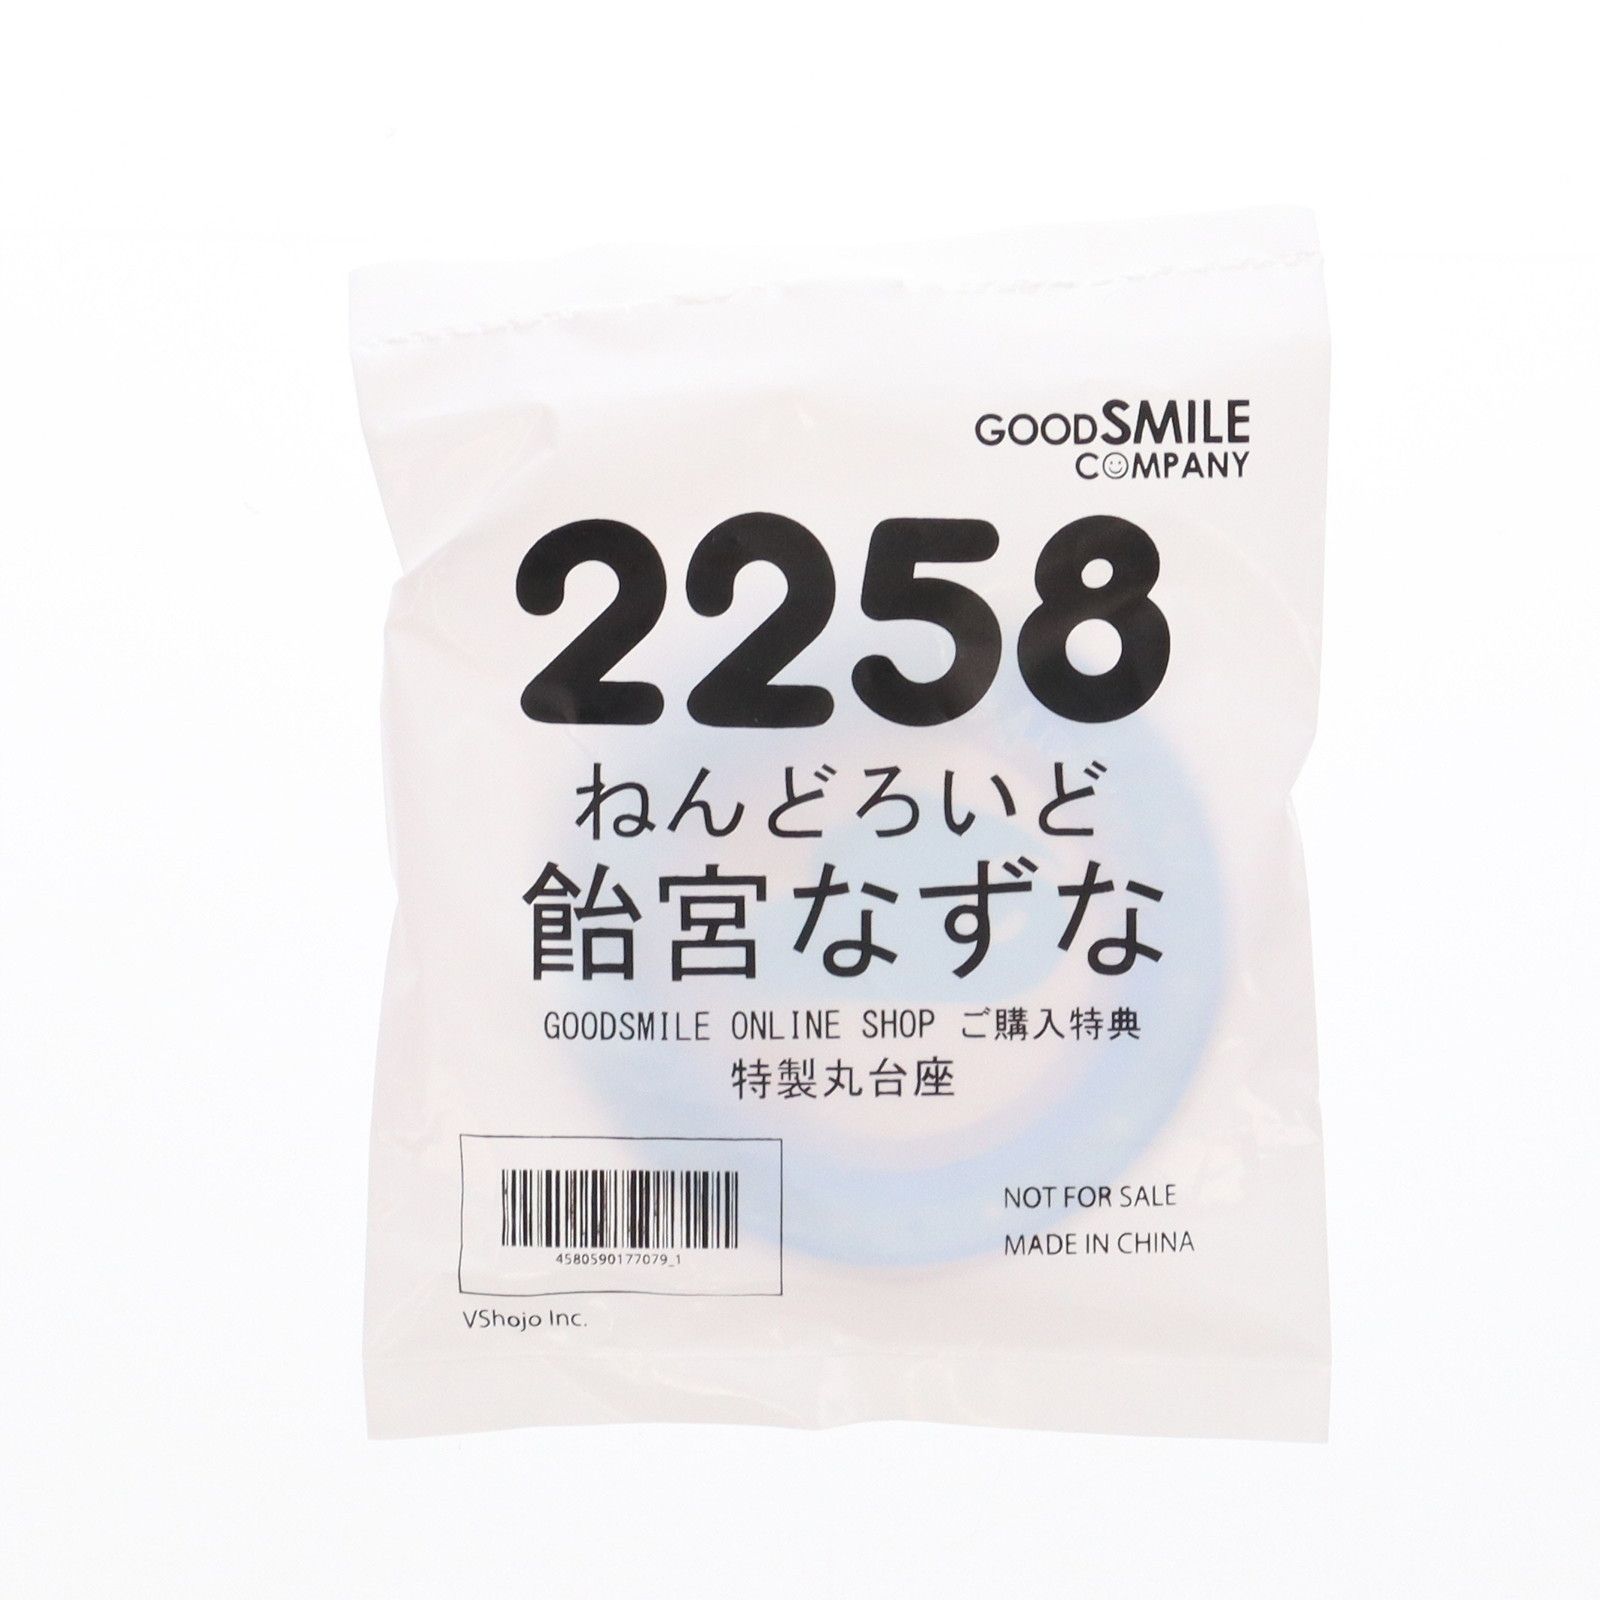 GOODSMILE
COMPANY
2258
ねんどろいど
飴宮なずな
GOODSMILE ONLINE SHOP ご購入特典
特製丸台座
4580590177079_1
NOT FOR SALE
MADE IN CHINA
VShojo Inc.